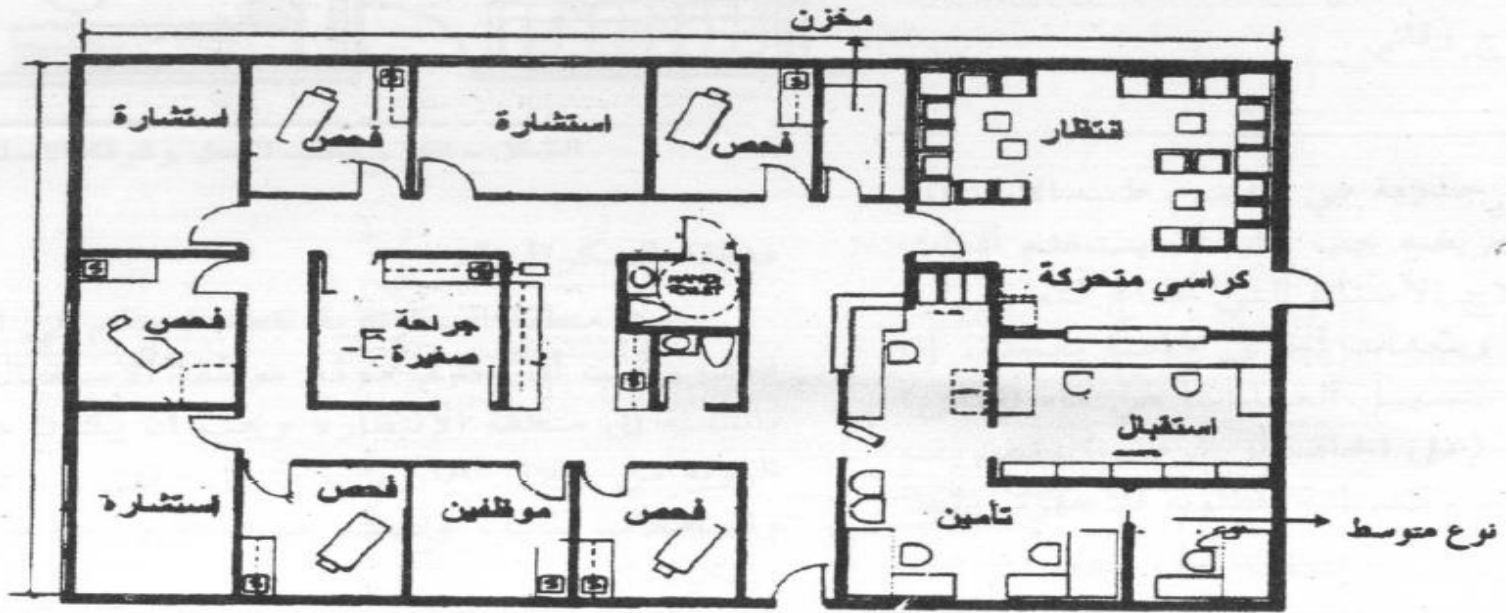 مخزن
انتظار
فحص
استشارة
فحص
استشارة
كراسي متحركة
جراحة
صغيرة
فحص
استقبال
تأمين
فحص
موظفين
فحص
استشارة
نوع متوسط